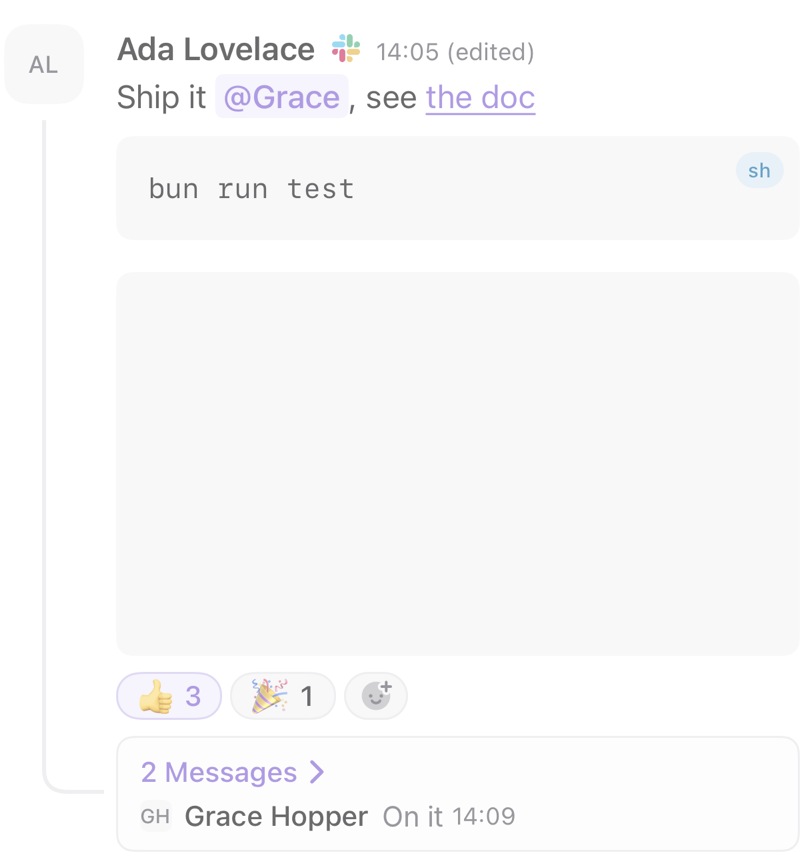 AL
Ada Lovelace 14:05 (edited)
Ship it @Grace, see the doc
sh
bun run test
3 1
2 Messages
GH Grace Hopper On it 14:09